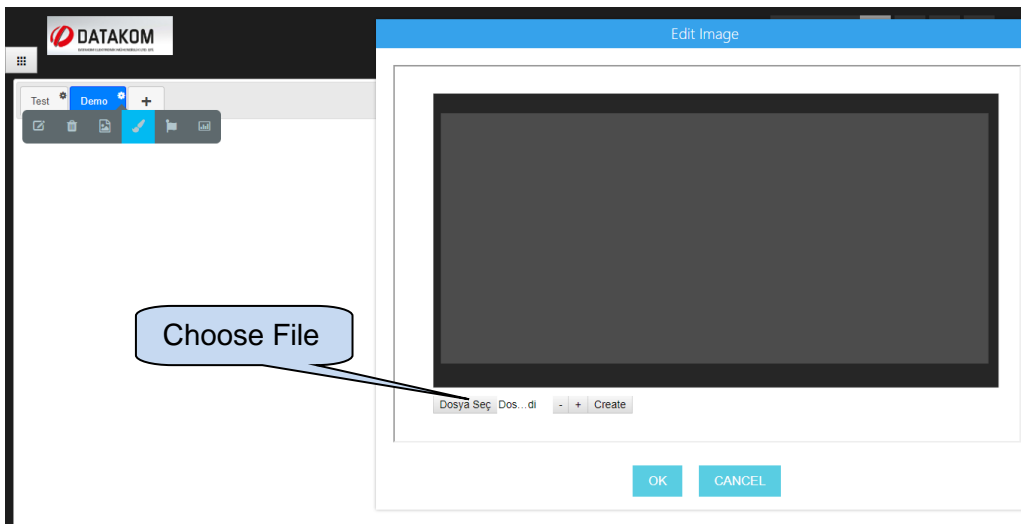 DATAKOM
Edit Image
Test
Demo
+
Choose File
Dosya Seç Dos...di - + Create
OK CANCEL